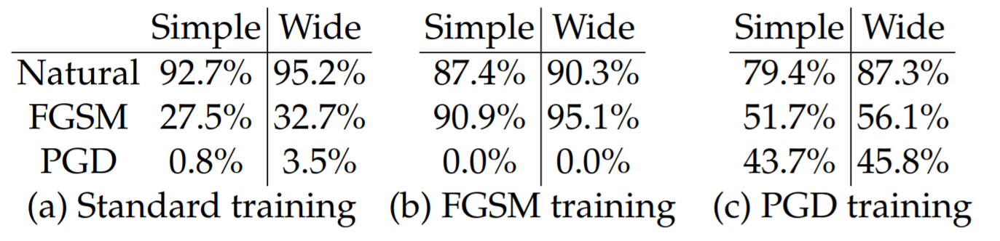 Simple Wide Simple Wide Simple Wide
Natural 92.7% 95.2% 87.4% 90.3% 79.4% 87.3%
FGSM 27.5% 32.7% 90.9% 95.1% 51.7% 56.1%
PGD 0.8% 3.5% 0.0% 0.0% 43.7% 45.8%
(a) Standard training (b) FGSM training (c) PGD training